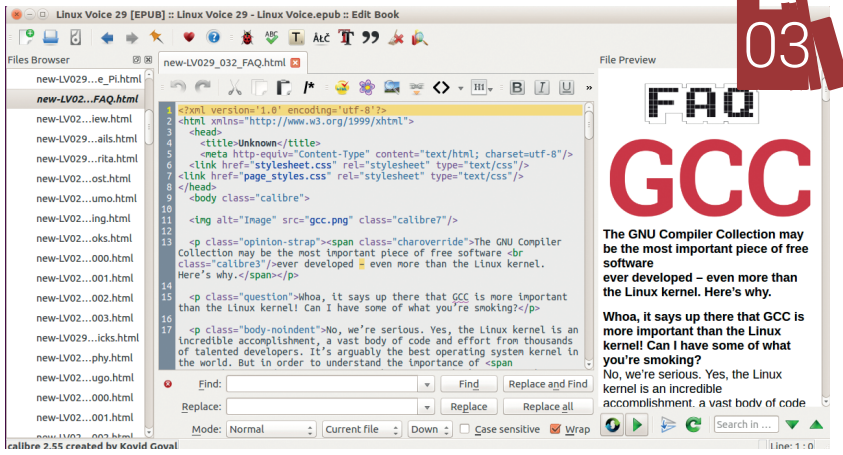 Linux Voice 29 [EPUB] :: Linux Voice 29 - Linux Voice.epub :: Edit Book
03
Files Browser
new-LV029...e_Pi.html
new-LV02...FAQ.html
new-LV02...iew.html
new-LV029...ails.html
new-LV029...rita.html
new-LV02...ost.html
new-LV02...umo.html
new-LV02...ing.html
new-LV02...oks.html
new-LV02...000.html
new-LV02...001.html
new-LV02...002.html
new-LV02...003.html
new-LV029...icks.html
new-LV02...phy.html
new-LV02...ugo.html
new-LV02...000.html
new-LV02...001.html
new-LV02...002.html
new-LV029_032_FAQ.html
H1
B I U »
1 <?xml version='1.0' encoding='utf-8'?>
2 <html xmlns="http://www.w3.org/1999/xhtml">
3 <head>
4 <title>Unknown</title>
5 <meta http-equiv="Content-Type" content="text/html; charset=utf-8"/>
6 <link href="stylesheet.css" rel="stylesheet" type="text/css"/>
7 <link href="page_styles.css" rel="stylesheet" type="text/css"/>
8 </head>
9 <body class="calibre">
10
11 <img alt="Image" src="gcc.png" class="calibre7"/>
12
13 <p class="opinion-strap"><span class="charoverride">The GNU Compiler
Collection may be the most important piece of free software <br
class="calibre3"/>ever developed – even more than the Linux kernel.
Here’s why.</span></p>
14
15 <p class="question">Whoa, it says up there that GCC is more important
than the Linux kernel! Can I have some of what you’re smoking?</p>
16
17 <p class="body-noindent">No, we’re serious. Yes, the Linux kernel is an
incredible accomplishment, a vast body of code and effort from thousands
of talented developers. It’s arguably the best operating system kernel in
the world. But in order to understand the importance of <span
Find:
Find
Replace and Find
Replace:
Replace
Replace all
Mode:
Normal
Current file
Down
Case sensitive
Wrap
File Preview
FAQ
GCC
The GNU Compiler Collection may
be the most important piece of free
software
ever developed – even more than
the Linux kernel. Here’s why.
Whoa, it says up there that GCC is
more important than the Linux
kernel! Can I have some of what
you’re smoking?
No, we’re serious. Yes, the Linux
kernel is an incredible
accomplishment, a vast body of code
Search in ...
calibre 2.55 created by Kovid Goyal
Line: 1 : 0